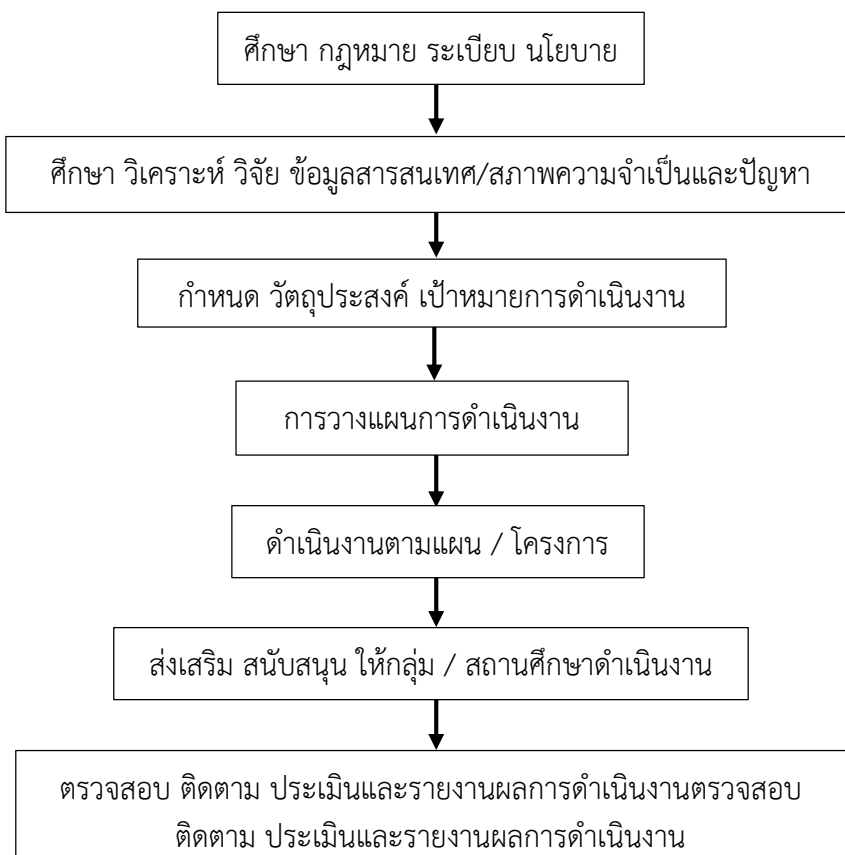 ศึกษา กฎหมาย ระเบียบ นโยบาย
ศึกษา วิเคราะห์ วิจัย ข้อมูลสารสนเทศ/สภาพความจำเป็นและปัญหา
กำหนด วัตถุประสงค์ เป้าหมายการดำเนินงาน
การวางแผนการดำเนินงาน
ดำเนินงานตามแผน / โครงการ
ส่งเสริม สนับสนุน ให้กลุ่ม / สถานศึกษาดำเนินงาน
ตรวจสอบ ติดตาม ประเมินและรายงานผลการดำเนินงานตรวจสอบ
ติดตาม ประเมินและรายงานผลการดำเนินงาน